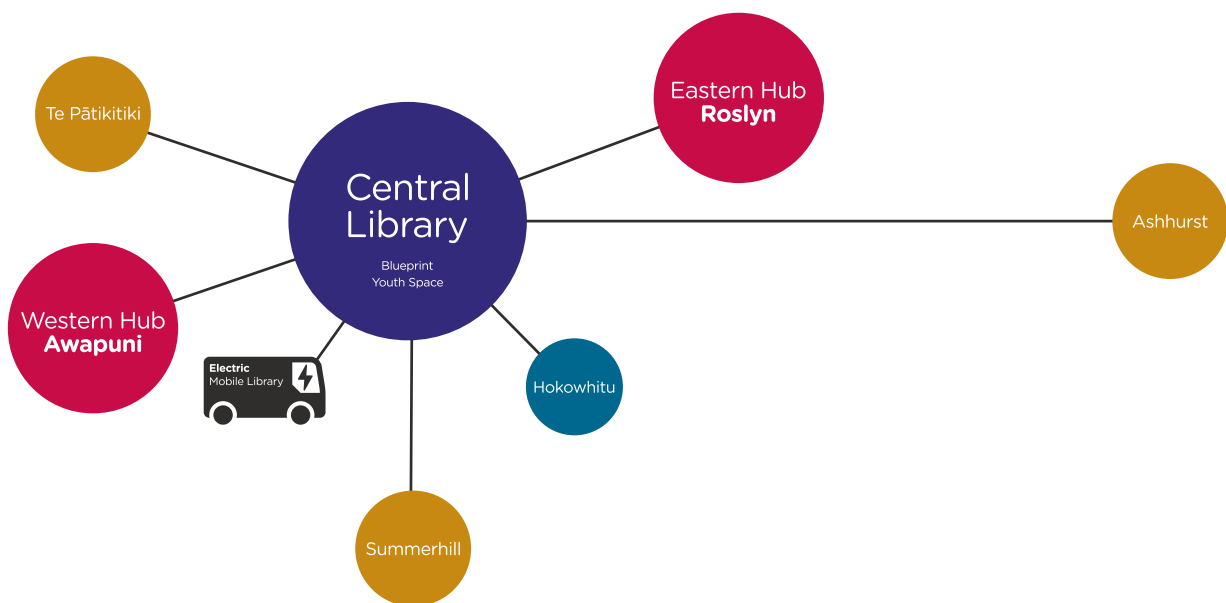 Te Pātikitiki
Eastern Hub
Roslyn
Central
Library
Blueprint
Youth Space
Ashhurst
Western Hub
Awapuni
Electric
Mobile Library
Hokowhitu
Summerhill